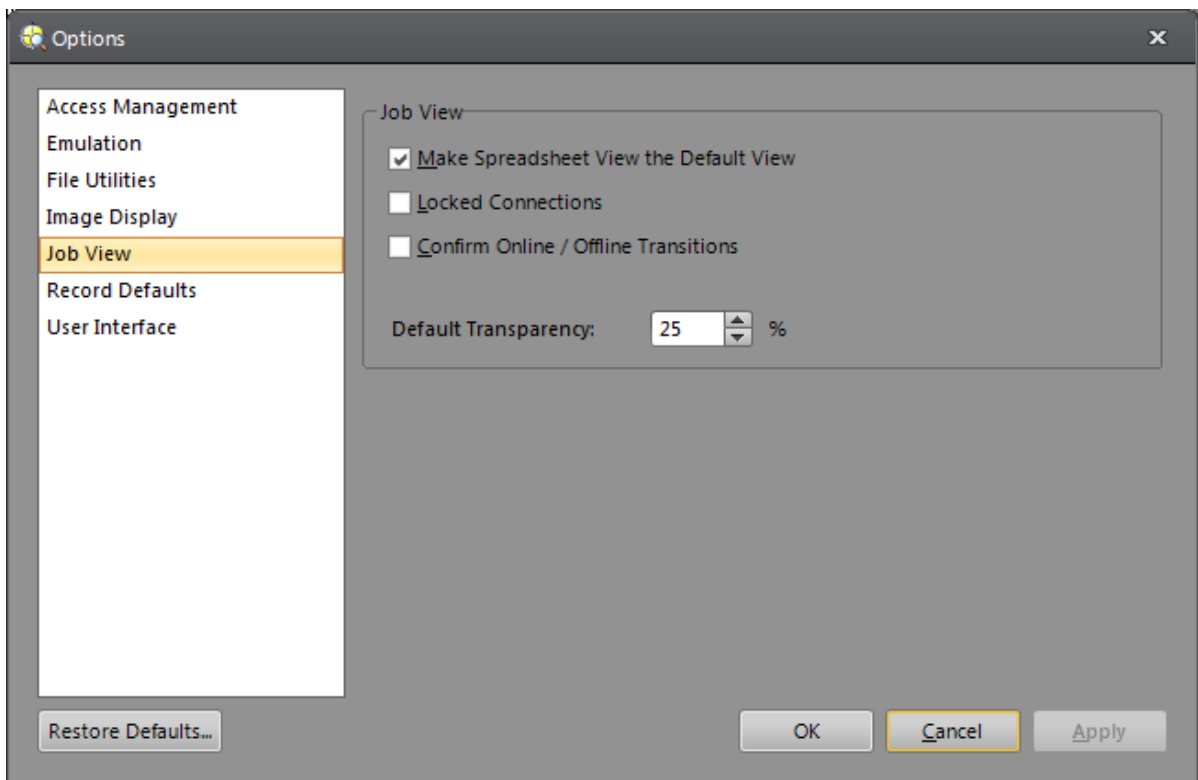 Options
Access Management
Emulation
File Utilities
Image Display
Job View
Record Defaults
User Interface
Job View
Make Spreadsheet View the Default View
Locked Connections
Confirm Online / Offline Transitions
Default Transparency: 25 %
Restore Defaults...
OK Cancel Apply